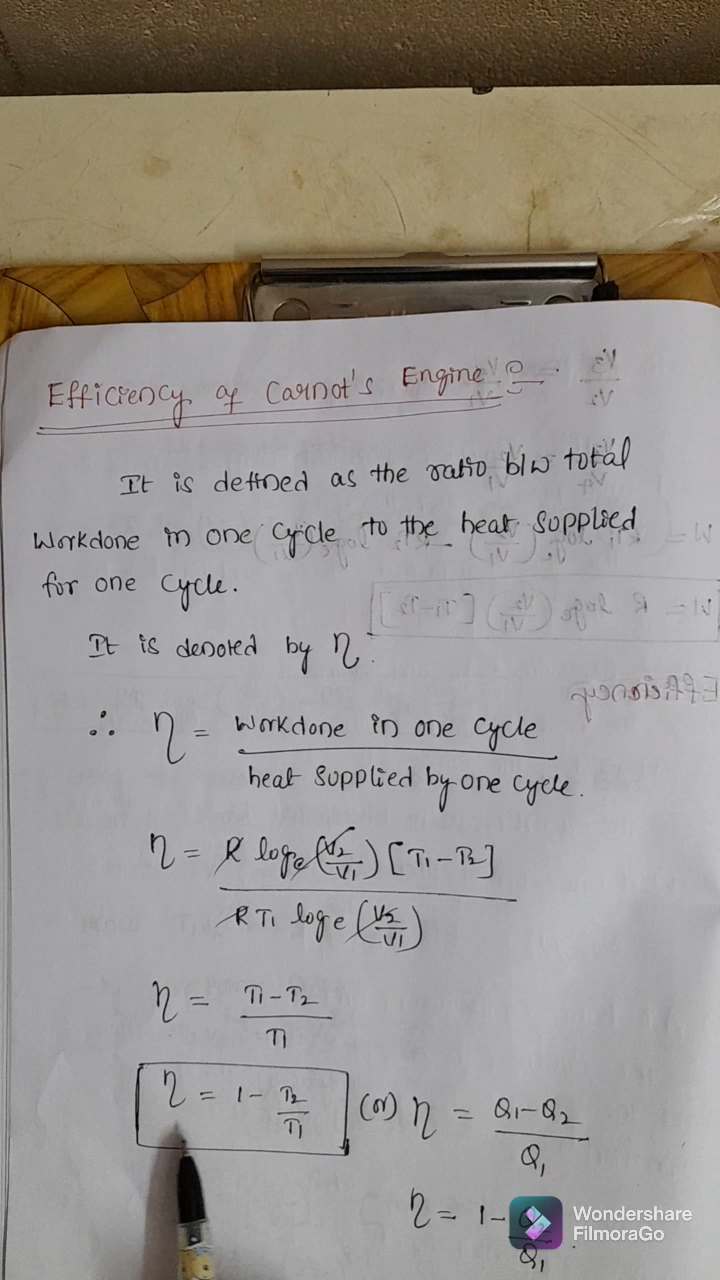 Efficiency of Carnot's Engine :-
It is defined as the ratio b/w total
Workdone in one cycle to the heat supplied
for one cycle.
It is denoted by η.
∴ η = Workdone in one cycle / heat supplied by one cycle.
η = R logₑ (V₂/V₁) [T₁ - T₂] / RT₁ logₑ (V₂/V₁)
η = T₁ - T₂ / T₁
η = 1 - T₂/T₁ (or) η = Q₁ - Q₂ / Q₁
η = 1 - Q₂/Q₁
Wondershare
FilmoraGo